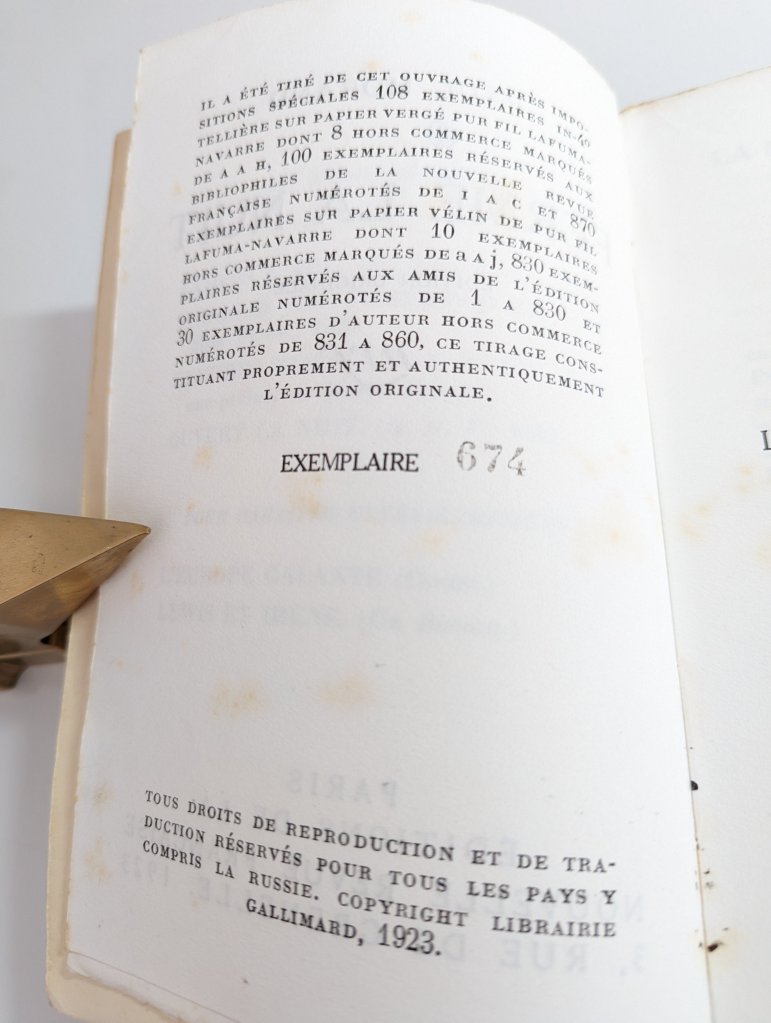 IL A ÉTÉ TIRÉ DE CET OUVRAGE APRÈS IMPO-
SITIONS SPÉCIALES 108 EXEMPLAIRES IN-4o
TELLIÈRE SUR PAPIER VERGÉ PUR FIL LAFUMA-
NAVARRE DONT 8 HORS COMMERCE MARQUÉS
DE A A H, 100 EXEMPLAIRES RÉSERVÉS AUX
BIBLIOPHILES DE LA NOUVELLE REVUE
FRANÇAISE NUMÉROTÉS DE I A C ET 870
EXEMPLAIRES SUR PAPIER VÉLIN DE PUR FIL
LAFUMA-NAVARRE DONT 10 EXEMPLAIRES
HORS COMMERCE MARQUÉS DE a A j, 830 EXEM-
PLAIRES RÉSERVÉS AUX AMIS DE L'ÉDITION
ORIGINALE NUMÉROTÉS DE 1 A 830 ET
30 EXEMPLAIRES D'AUTEUR HORS COMMERCE
NUMÉROTÉS DE 831 A 860, CE TIRAGE CONS-
TITUANT PROPREMENT ET AUTHENTIQUEMENT
L'ÉDITION ORIGINALE.
EXEMPLAIRE 674
TOUS DROITS DE REPRODUCTION ET DE TRA-
DUCTION RÉSERVÉS POUR TOUS LES PAYS Y
COMPRIS LA RUSSIE. COPYRIGHT LIBRAIRIE
GALLIMARD, 1923.